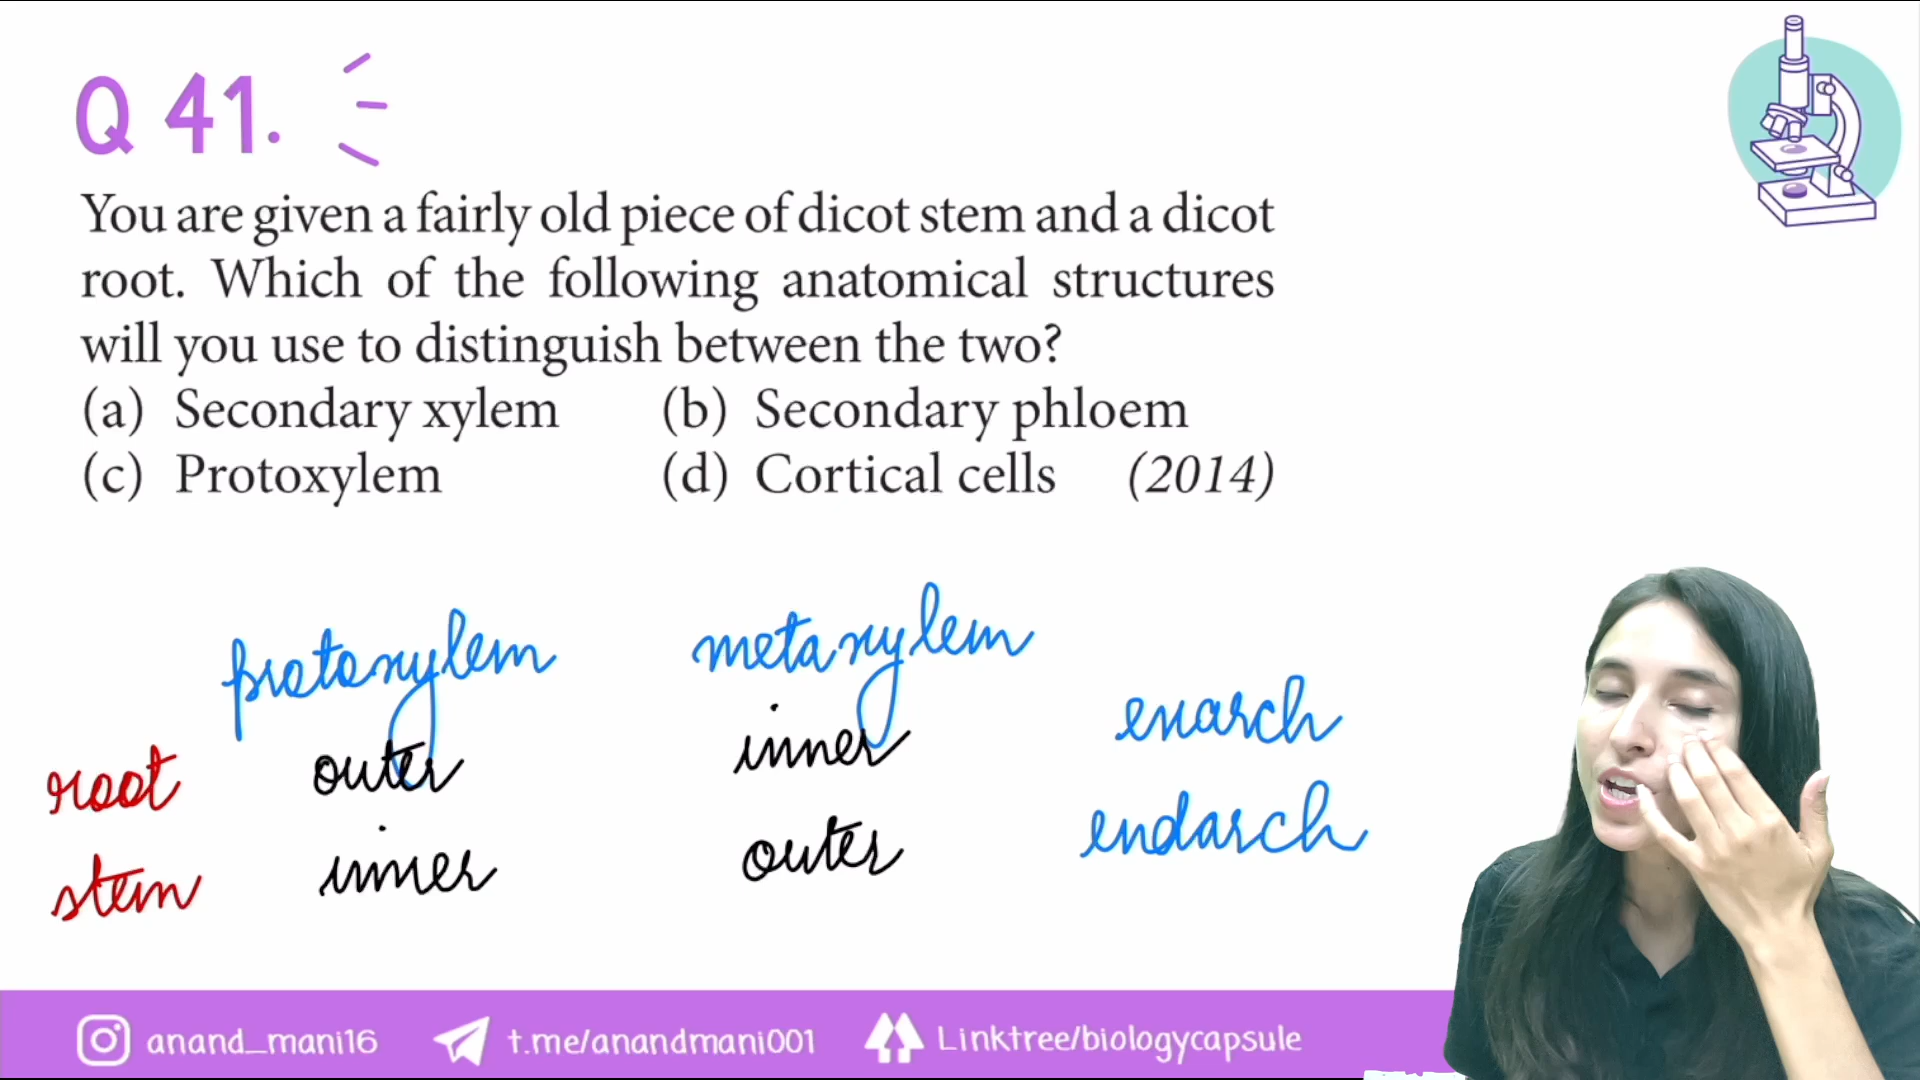 Q 41.
You are given a fairly old piece of dicot stem and a dicot
root. Which of the following anatomical structures
will you use to distinguish between the two?
(a) Secondary xylem (b) Secondary phloem
(c) Protoxylem (d) Cortical cells (2014)
protoxylem metaxylem
root outer inner exarch
stem inner outer endarch
anand_mani16 t.me/anandmani001 Linktree/biologycapsule